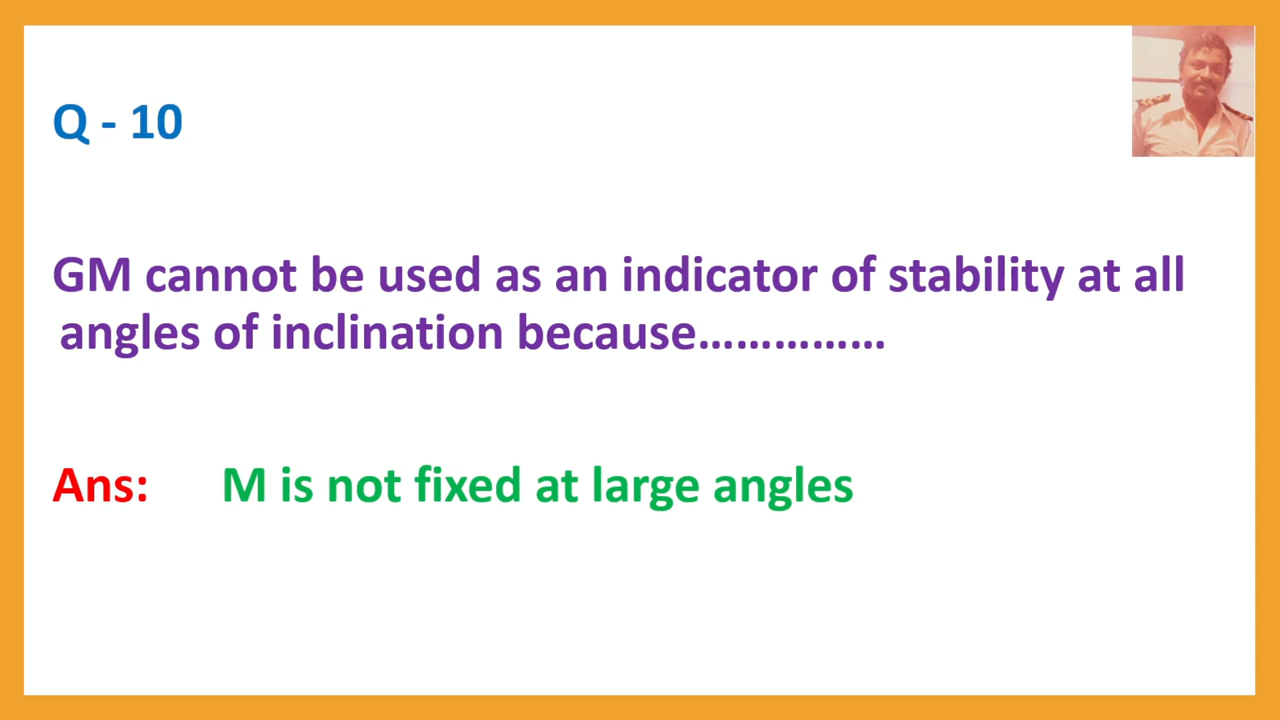 Q - 10
GM cannot be used as an indicator of stability at all
angles of inclination because……………
Ans: M is not fixed at large angles